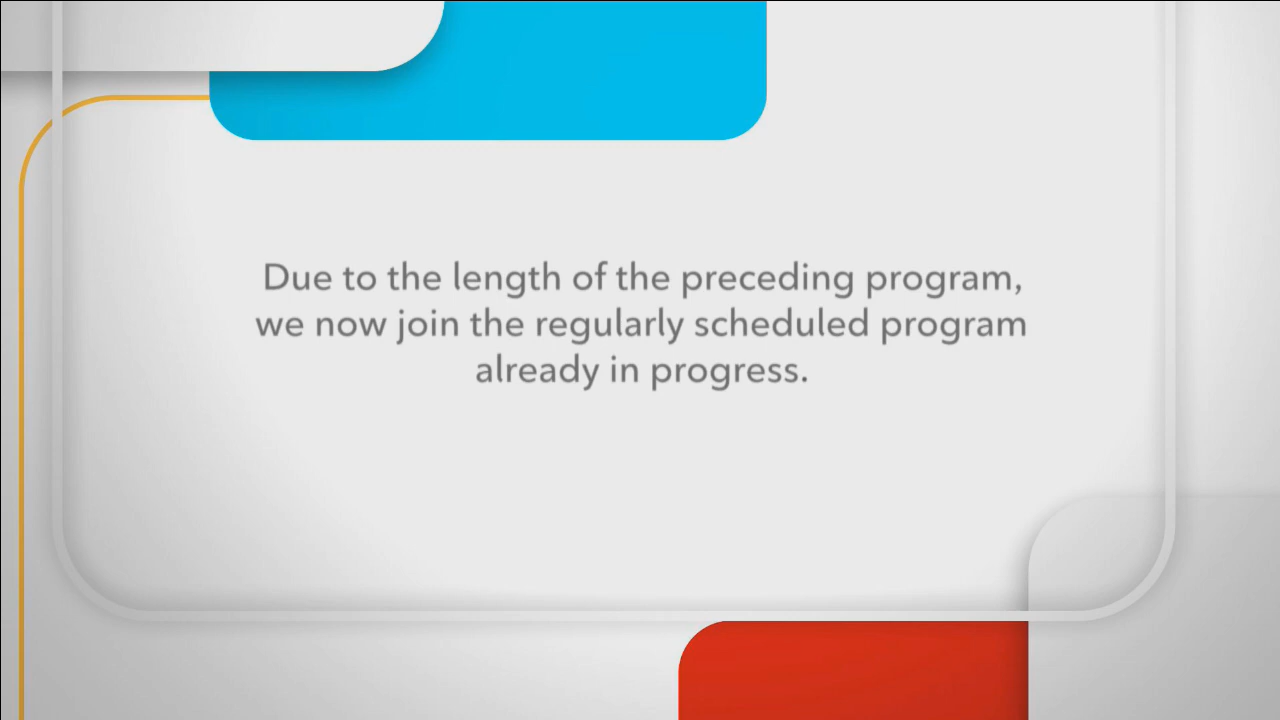 Due to the length of the preceding program,
we now join the regularly scheduled program
already in progress.